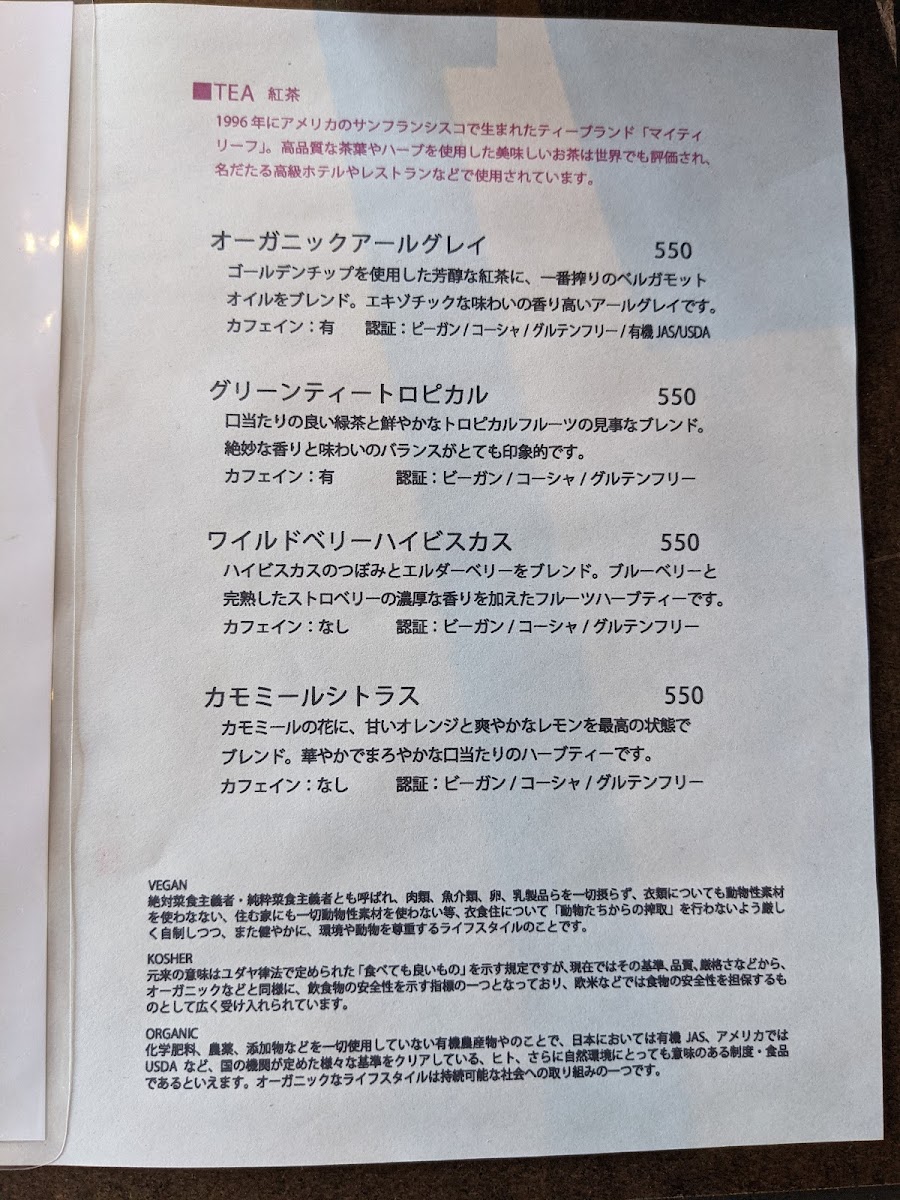 ■TEA 紅茶
1996 年にアメリカのサンフランシスコで生まれたティーブランド「マイティ
リーフ」。高品質な茶葉やハーブを使用した美味しいお茶は世界でも評価され、
名だたる高級ホテルやレストランなどで使用されています。
オーガニックアールグレイ 550
ゴールデンチップを使用した芳醇な紅茶に、一番搾りのベルガモット
オイルをブレンド。エキゾチックな味わいの香り高いアールグレイです。
カフェイン：有 認証：ビーガン / コーシャ / グルテンフリー / 有機 JAS/USDA
グリーンティートロピカル 550
口当たりの良い緑茶と鮮やかなトロピカルフルーツの見事なブレンド。
絶妙な香りと味わいのバランスがとても印象的です。
カフェイン：有 認証：ビーガン / コーシャ / グルテンフリー
ワイルドベリーハイビスカス 550
ハイビスカスのつぼみとエルダーベリーをブレンド。ブルーベリーと
完熟したストロベリーの濃厚な香りを加えたフルーツハーブティーです。
カフェイン：なし 認証：ビーガン / コーシャ / グルテンフリー
カモミールシトラス 550
カモミールの花に、甘いオレンジと爽やかなレモンを最高の状態で
ブレンド。華やかでまろやかな口当たりのハーブティーです。
カフェイン：なし 認証：ビーガン / コーシャ / グルテンフリー
VEGAN
絶対菜食主義者・純粋菜食主義者とも呼ばれ、肉類、魚介類、卵、乳製品らを一切摂らず、衣類についても動物性素材
を使わなない、住む家にも一切動物性素材を使わない等、衣食住について「動物たちからの搾取」を行わないよう厳し
く自制しつつ、また健やかに、環境や動物を尊重するライフスタイルのことです。
KOSHER
元来の意味はユダヤ律法で定められた「食べても良いもの」を示す規定ですが、現在ではその基準、品質、厳格さなどから、
オーガニックなどと同様に、飲食物の安全性を示す指標の一つとなっており、欧米などでは食物の安全性を担保するも
のとして広く受け入れられています。
ORGANIC
化学肥料、農薬、添加物などを一切使用していない有機農産物やのことで、日本においては有機 JAS、アメリカでは
USDA など、国の機関が定めた様々な基準をクリアしている、ヒト、さらに自然環境にとっても意味のある制度・食品
であるといえます。オーガニックなライフスタイルは持続可能な社会への取り組みの一つです。